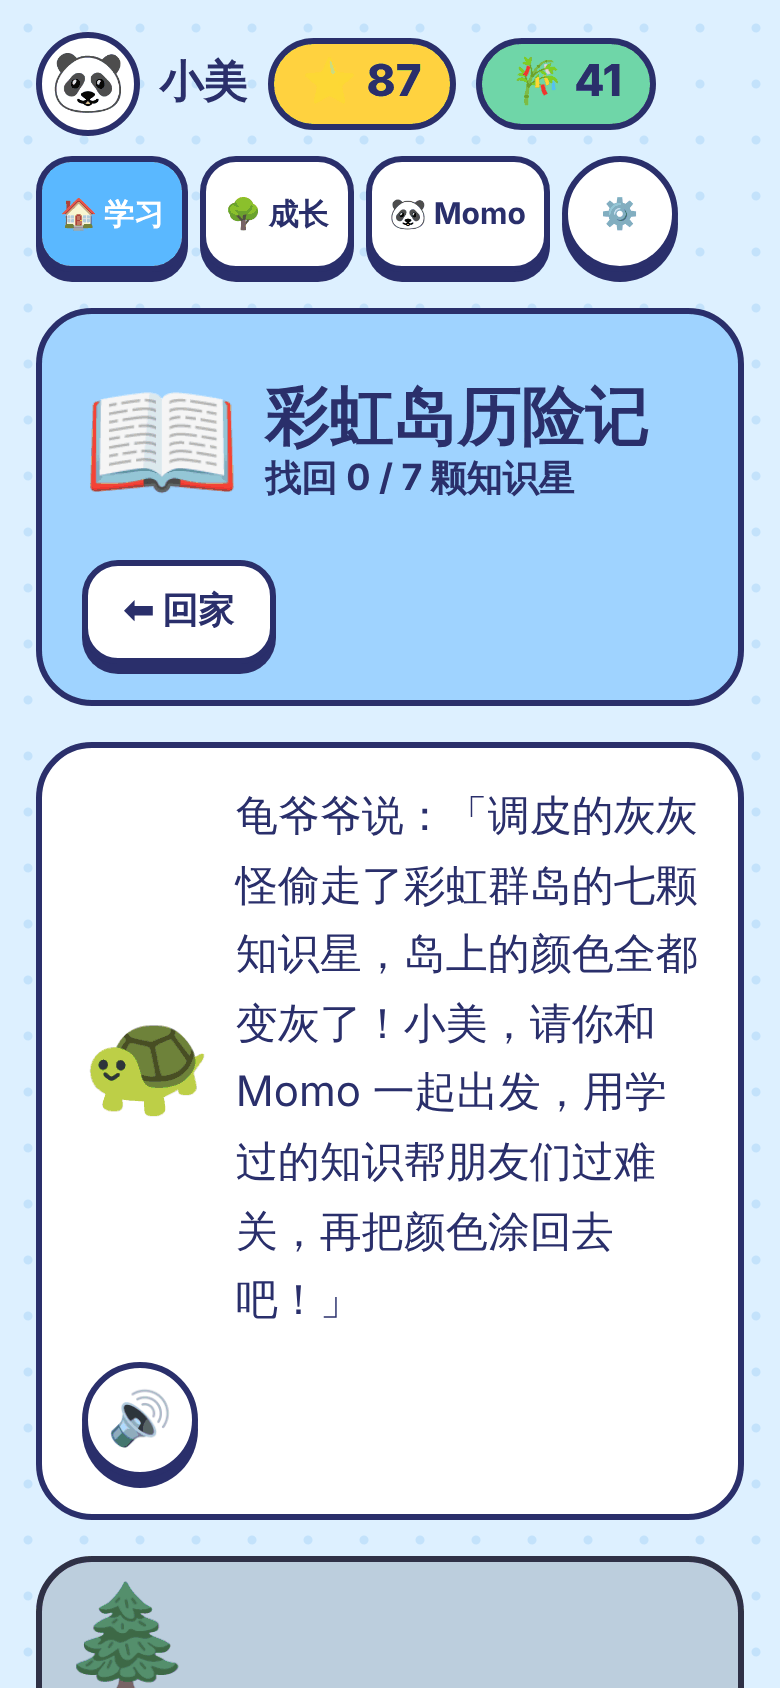 小美
87
41
学习
成长
Momo
彩虹岛历险记
找回 0 / 7 颗知识星
⬅ 回家
龟爷爷说：「调皮的灰灰
怪偷走了彩虹群岛的七颗
知识星，岛上的颜色全都
变灰了！小美，请你和
Momo 一起出发，用学
过的知识帮朋友们过难
关，再把颜色涂回去
吧！」